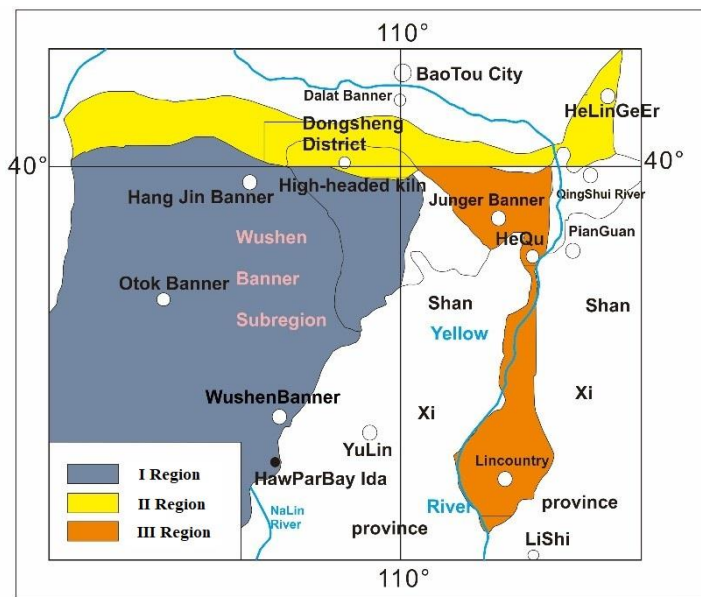 110°
BaoTou City
Dalat Banner
HeLinGeEr
Dongsheng
District
40°
40°
High-headed kiln
Hang Jin Banner
Junger Banner
QingShui River
Wushen
HeQu
PianGuan
Banner
Otok Banner
Shan
Shan
Subregion
Yellow
WushenBanner
Xi
Xi
YuLin
I Region
HawParBay Ida
Lincountry
II Region
NaLin
River
River
province
III Region
province
LiShi
110°